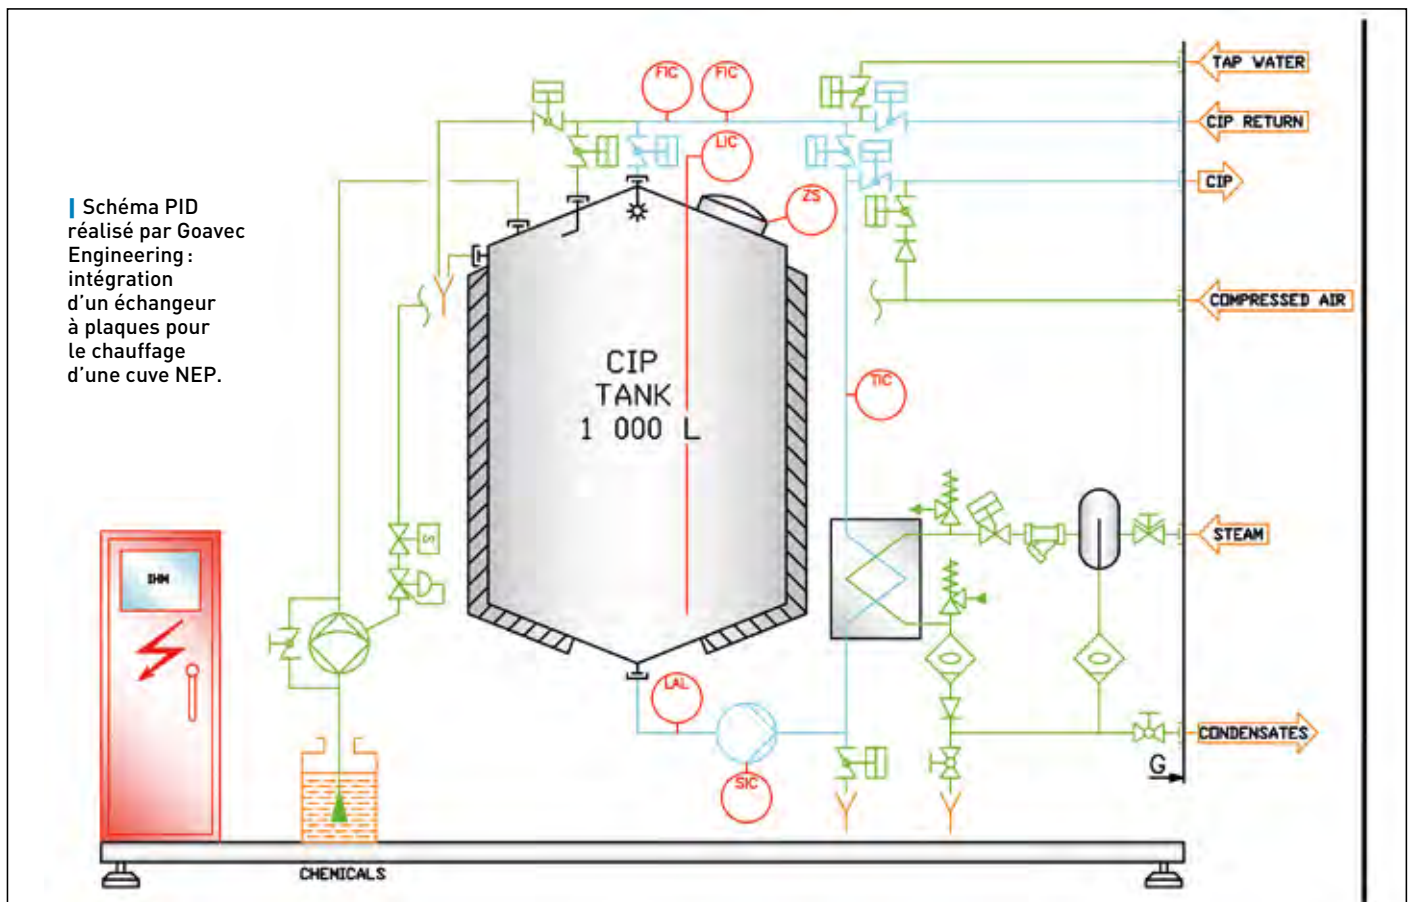 Schéma PID
réalisé par Goavec
Engineering :
intégration
d'un échangeur
à plaques pour
le chauffage
d'une cuve NEP.
FIC
FIC
LIC
ZS
TAP WATER
CIP RETURN
CIP
COMPRESSED AIR
CIP
TANK
1 000 L
TIC
STEAM
IHM
S
LAL
SIC
CONDENSATES
G
CHEMICALS